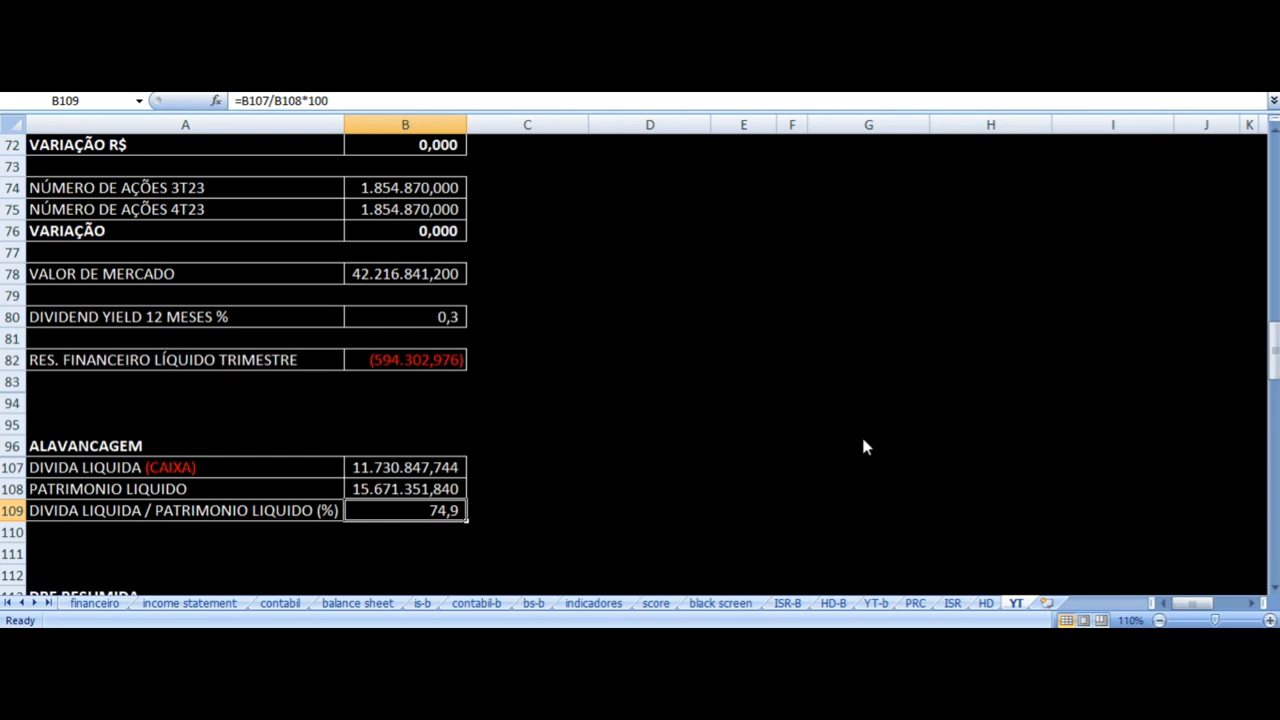 B109 =B107/B108*100
A B C D E F G H I J K
72 VARIAÇÃO R$ 0,000
73
74 NÚMERO DE AÇÕES 3T23 1.854.870,000
75 NÚMERO DE AÇÕES 4T23 1.854.870,000
76 VARIAÇÃO 0,000
77
78 VALOR DE MERCADO 42.216.841,200
79
80 DIVIDEND YIELD 12 MESES % 0,3
81
82 RES. FINANCEIRO LÍQUIDO TRIMESTRE (594.302,976)
83
94
95
96 ALAVANCAGEM
107 DIVIDA LIQUIDA (CAIXA) 11.730.847,744
108 PATRIMONIO LIQUIDO 15.671.351,840
109 DIVIDA LIQUIDA / PATRIMONIO LIQUIDO (%) 74,9
110
111
112
113 DRE RESUMIDA
financeiro income statement contabil balance sheet is-b contabil-b bs-b indicadores score black screen ISR-B HD-B YT-b PRC ISR HD YT
Ready 110%